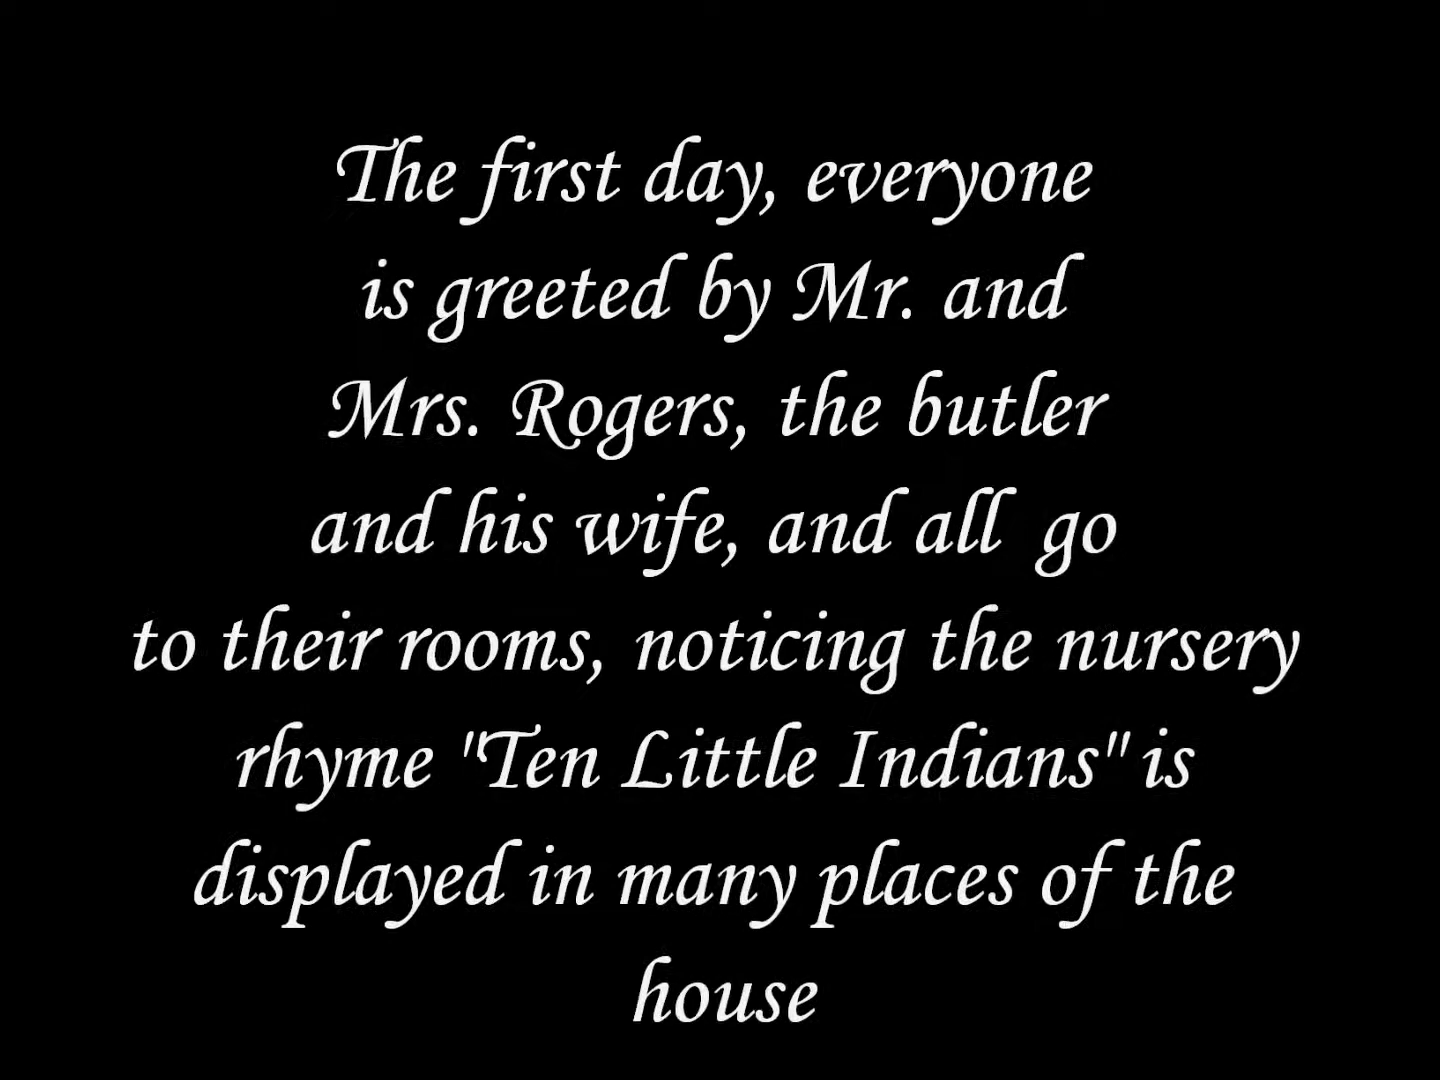 The first day, everyone
is greeted by Mr. and
Mrs. Rogers, the butler
and his wife, and all go
to their rooms, noticing the nursery
rhyme "Ten Little Indians" is
displayed in many places of the
house